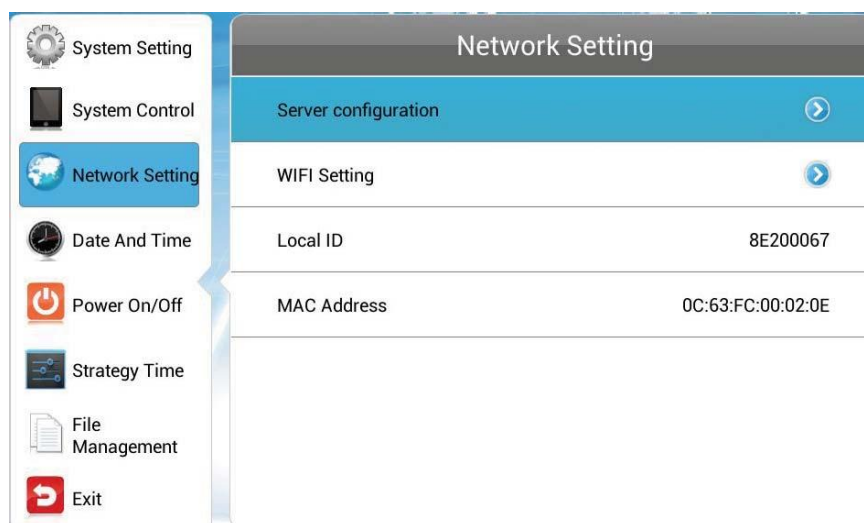 System Setting
System Control
Network Setting
Date And Time
Power On/Off
Strategy Time
File
Management
Exit
Network Setting
Server configuration
WIFI Setting
Local ID 8E200067
MAC Address 0C:63:FC:00:02:0E